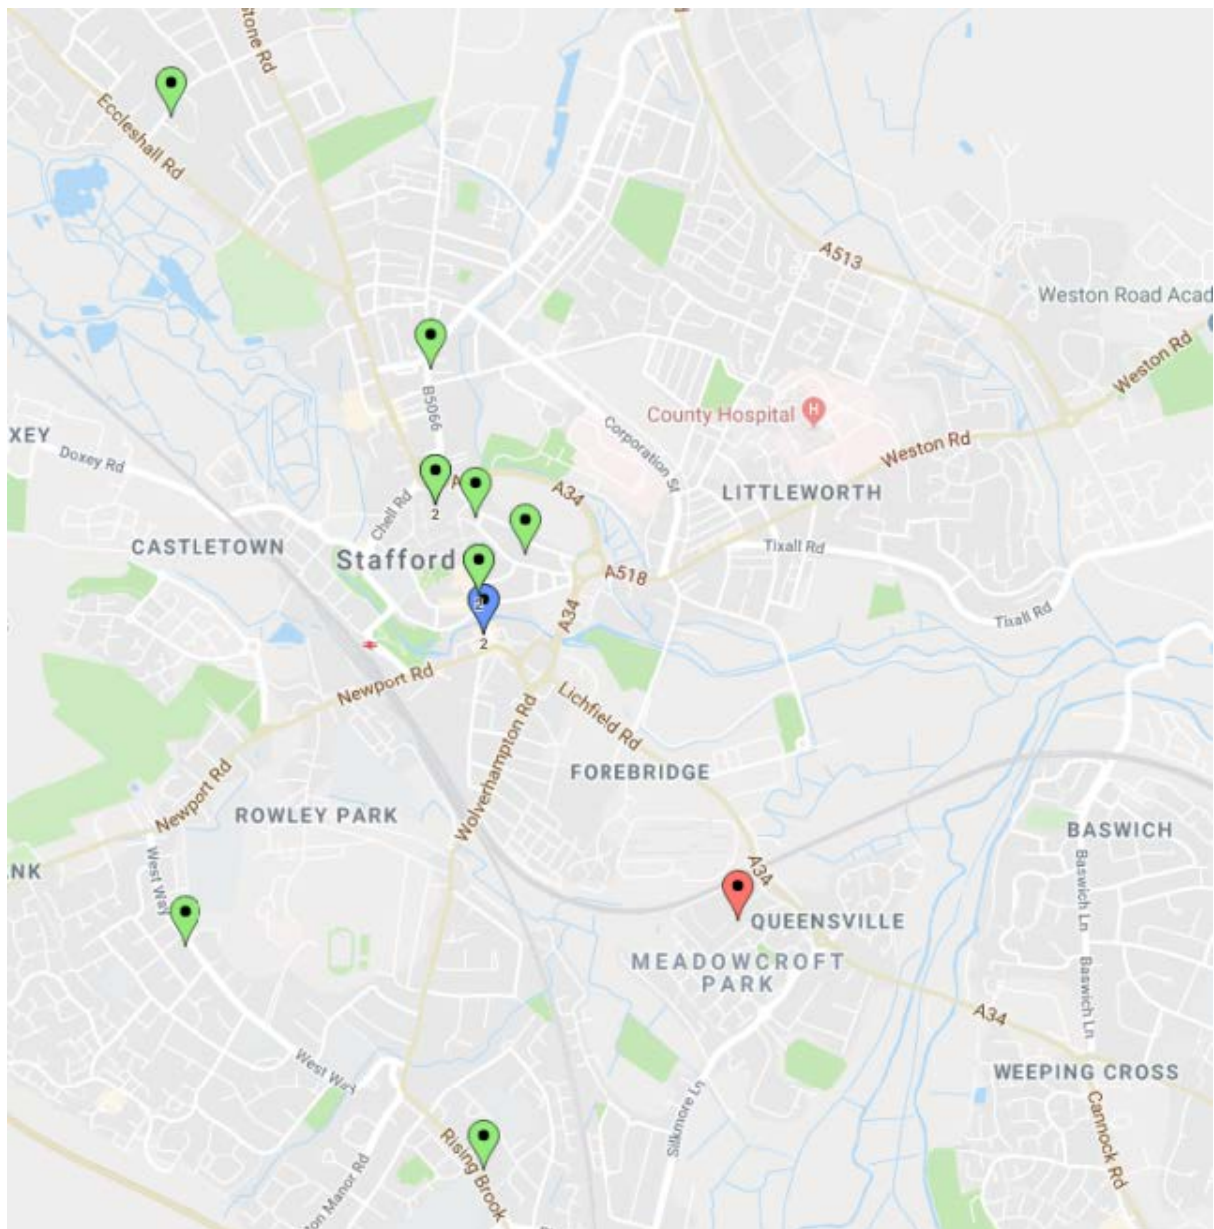 tone Rd
Eccleshall Rd
A513
Weston Road Acad
Weston Rd
B5066
County Hospital
H
Corporation St
Weston Rd
XEY
Doxey Rd
LITTLEWORTH
A34
2
Chell Rd
CASTLETOWN
Stafford
Tixall Rd
A518
Tixall Rd
2
A34
2
Newport Rd
Lichfield Rd
Wolverhampton Rd
FOREBRIDGE
Newport Rd
ROWLEY PARK
BASWICH
NK
West Way
A34
Baswich Ln
QUEENSVILLE
MEADOWCROFT
PARK
Baswich Ln
A34
West Way
WEEPING CROSS
Silkmore Ln
Cannock Rd
Rising Brook
on Manor Rd